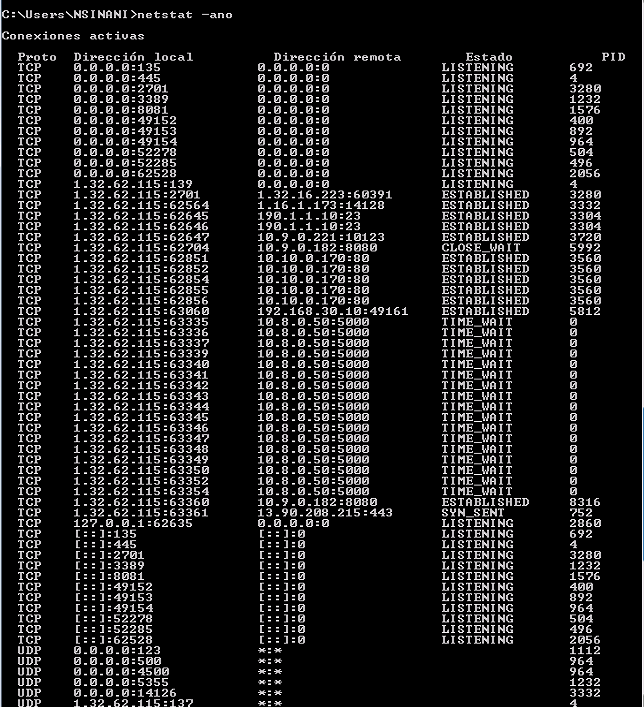 C:\Users\NSINANI>netstat -ano
Conexiones activas
Proto Dirección local Dirección remota Estado PID
TCP 0.0.0.0:135 0.0.0.0:0 LISTENING 692
TCP 0.0.0.0:445 0.0.0.0:0 LISTENING 4
TCP 0.0.0.0:2701 0.0.0.0:0 LISTENING 3280
TCP 0.0.0.0:3389 0.0.0.0:0 LISTENING 1232
TCP 0.0.0.0:8081 0.0.0.0:0 LISTENING 1576
TCP 0.0.0.0:49152 0.0.0.0:0 LISTENING 400
TCP 0.0.0.0:49153 0.0.0.0:0 LISTENING 892
TCP 0.0.0.0:49154 0.0.0.0:0 LISTENING 964
TCP 0.0.0.0:52278 0.0.0.0:0 LISTENING 504
TCP 0.0.0.0:52285 0.0.0.0:0 LISTENING 496
TCP 0.0.0.0:62528 0.0.0.0:0 LISTENING 2056
TCP 1.32.62.115:139 0.0.0.0:0 LISTENING 4
TCP 1.32.62.115:2701 1.32.16.223:60391 ESTABLISHED 3280
TCP 1.32.62.115:62564 1.16.1.173:14128 ESTABLISHED 3332
TCP 1.32.62.115:62645 190.1.1.10:23 ESTABLISHED 3304
TCP 1.32.62.115:62646 190.1.1.10:23 ESTABLISHED 3304
TCP 1.32.62.115:62647 10.9.0.221:10123 ESTABLISHED 3720
TCP 1.32.62.115:62704 10.9.0.182:8080 CLOSE_WAIT 5992
TCP 1.32.62.115:62851 10.10.0.170:80 ESTABLISHED 3560
TCP 1.32.62.115:62852 10.10.0.170:80 ESTABLISHED 3560
TCP 1.32.62.115:62854 10.10.0.170:80 ESTABLISHED 3560
TCP 1.32.62.115:62855 10.10.0.170:80 ESTABLISHED 3560
TCP 1.32.62.115:62856 10.10.0.170:80 ESTABLISHED 3560
TCP 1.32.62.115:63060 192.168.30.10:49161 ESTABLISHED 5812
TCP 1.32.62.115:63335 10.8.0.50:5000 TIME_WAIT 0
TCP 1.32.62.115:63336 10.8.0.50:5000 TIME_WAIT 0
TCP 1.32.62.115:63337 10.8.0.50:5000 TIME_WAIT 0
TCP 1.32.62.115:63339 10.8.0.50:5000 TIME_WAIT 0
TCP 1.32.62.115:63340 10.8.0.50:5000 TIME_WAIT 0
TCP 1.32.62.115:63341 10.8.0.50:5000 TIME_WAIT 0
TCP 1.32.62.115:63342 10.8.0.50:5000 TIME_WAIT 0
TCP 1.32.62.115:63343 10.8.0.50:5000 TIME_WAIT 0
TCP 1.32.62.115:63344 10.8.0.50:5000 TIME_WAIT 0
TCP 1.32.62.115:63345 10.8.0.50:5000 TIME_WAIT 0
TCP 1.32.62.115:63346 10.8.0.50:5000 TIME_WAIT 0
TCP 1.32.62.115:63347 10.8.0.50:5000 TIME_WAIT 0
TCP 1.32.62.115:63348 10.8.0.50:5000 TIME_WAIT 0
TCP 1.32.62.115:63349 10.8.0.50:5000 TIME_WAIT 0
TCP 1.32.62.115:63350 10.8.0.50:5000 TIME_WAIT 0
TCP 1.32.62.115:63352 10.8.0.50:5000 TIME_WAIT 0
TCP 1.32.62.115:63354 10.8.0.50:5000 TIME_WAIT 0
TCP 1.32.62.115:63360 10.9.0.182:8080 ESTABLISHED 8316
TCP 1.32.62.115:63361 13.90.208.215:443 SYN_SENT 752
TCP 127.0.0.1:62635 0.0.0.0:0 LISTENING 2860
TCP [::]:135 [::]:0 LISTENING 692
TCP [::]:445 [::]:0 LISTENING 4
TCP [::]:2701 [::]:0 LISTENING 3280
TCP [::]:3389 [::]:0 LISTENING 1232
TCP [::]:8081 [::]:0 LISTENING 1576
TCP [::]:49152 [::]:0 LISTENING 400
TCP [::]:49153 [::]:0 LISTENING 892
TCP [::]:49154 [::]:0 LISTENING 964
TCP [::]:52278 [::]:0 LISTENING 504
TCP [::]:52285 [::]:0 LISTENING 496
TCP [::]:62528 [::]:0 LISTENING 2056
UDP 0.0.0.0:123 *:* 1112
UDP 0.0.0.0:500 *:* 964
UDP 0.0.0.0:4500 *:* 964
UDP 0.0.0.0:5355 *:* 1232
UDP 0.0.0.0:14126 *:* 3332
UDP 1.32.62.115:137 *:* 4